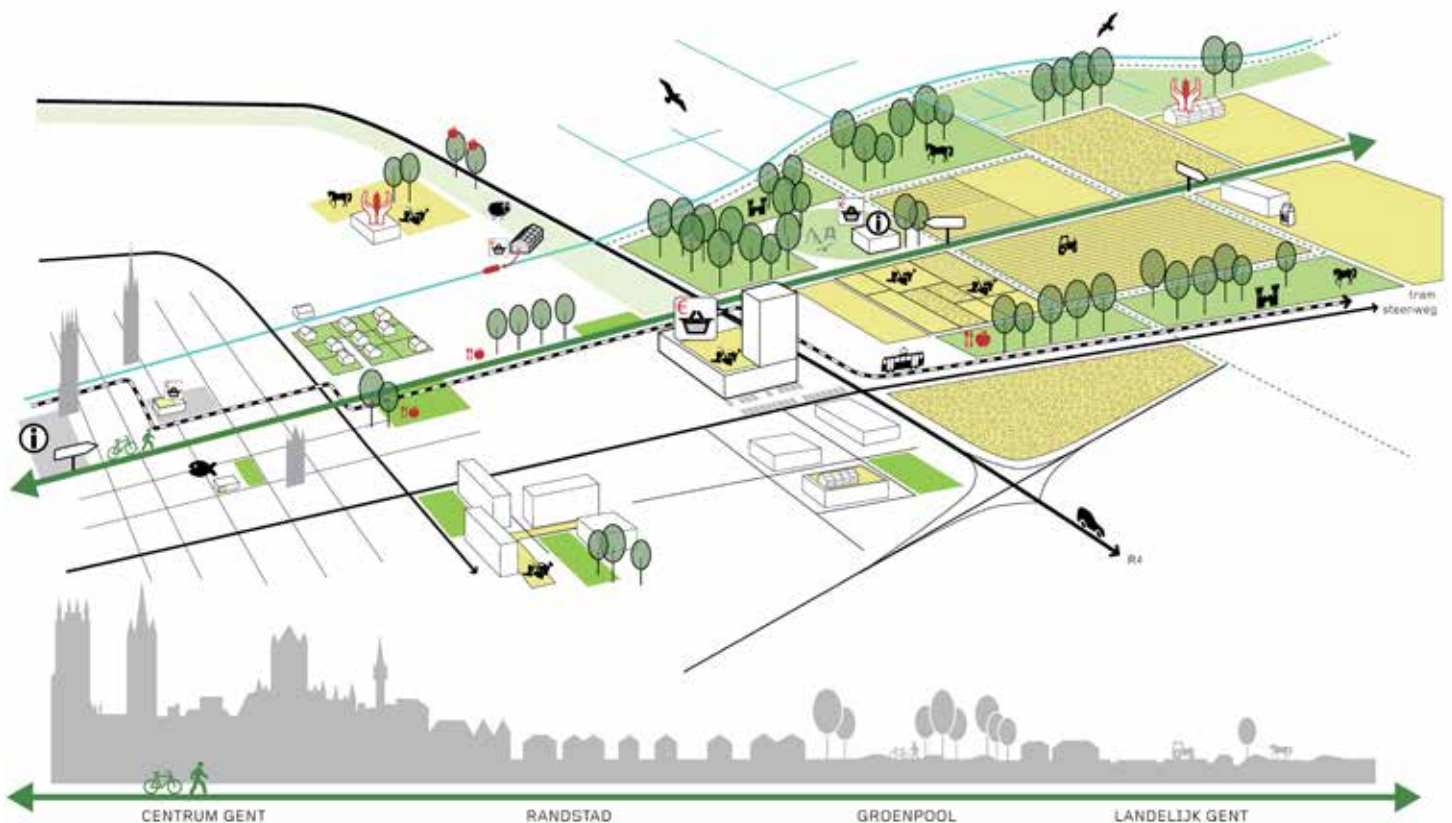 tram
steenweg
R4
CENTRUM GENT
RANDSTAD
GROENPOOL
LANDELIJK GENT